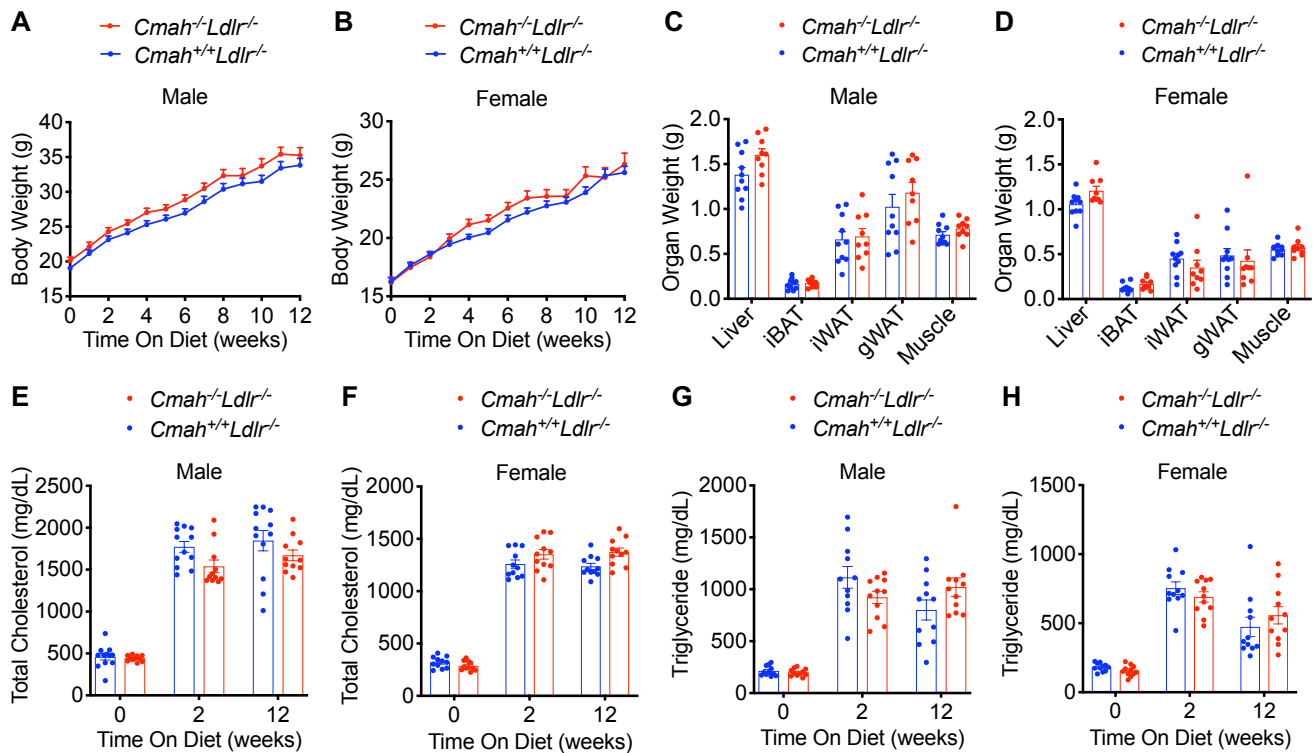 A
Cmah-/-Ldlr-/-
Cmah+/+Ldlr-/-
Male
Body Weight (g)
40
35
30
25
20
15
0 2 4 6 8 10 12
Time On Diet (weeks)
B
Cmah-/-Ldlr-/-
Cmah+/+Ldlr-/-
Female
Body Weight (g)
30
25
20
15
0 2 4 6 8 10 12
Time On Diet (weeks)
C
Cmah-/-Ldlr-/-
Cmah+/+Ldlr-/-
Male
Organ Weight (g)
2.0
1.5
1.0
0.5
0.0
Liver iBAT iWAT gWAT Muscle
D
Cmah-/-Ldlr-/-
Cmah+/+Ldlr-/-
Female
Organ Weight (g)
2.0
1.5
1.0
0.5
0.0
Liver iBAT iWAT gWAT Muscle
E
Cmah-/-Ldlr-/-
Cmah+/+Ldlr-/-
Male
Total Cholesterol (mg/dL)
2500
2000
1500
1000
500
0
0 2 12
Time On Diet (weeks)
F
Cmah-/-Ldlr-/-
Cmah+/+Ldlr-/-
Female
Total Cholesterol (mg/dL)
2000
1500
1000
500
0
0 2 12
Time On Diet (weeks)
G
Cmah-/-Ldlr-/-
Cmah+/+Ldlr-/-
Male
Triglyceride (mg/dL)
2000
1500
1000
500
0
0 2 12
Time On Diet (weeks)
H
Cmah-/-Ldlr-/-
Cmah+/+Ldlr-/-
Female
Triglyceride (mg/dL)
1500
1000
500
0
0 2 12
Time On Diet (weeks)